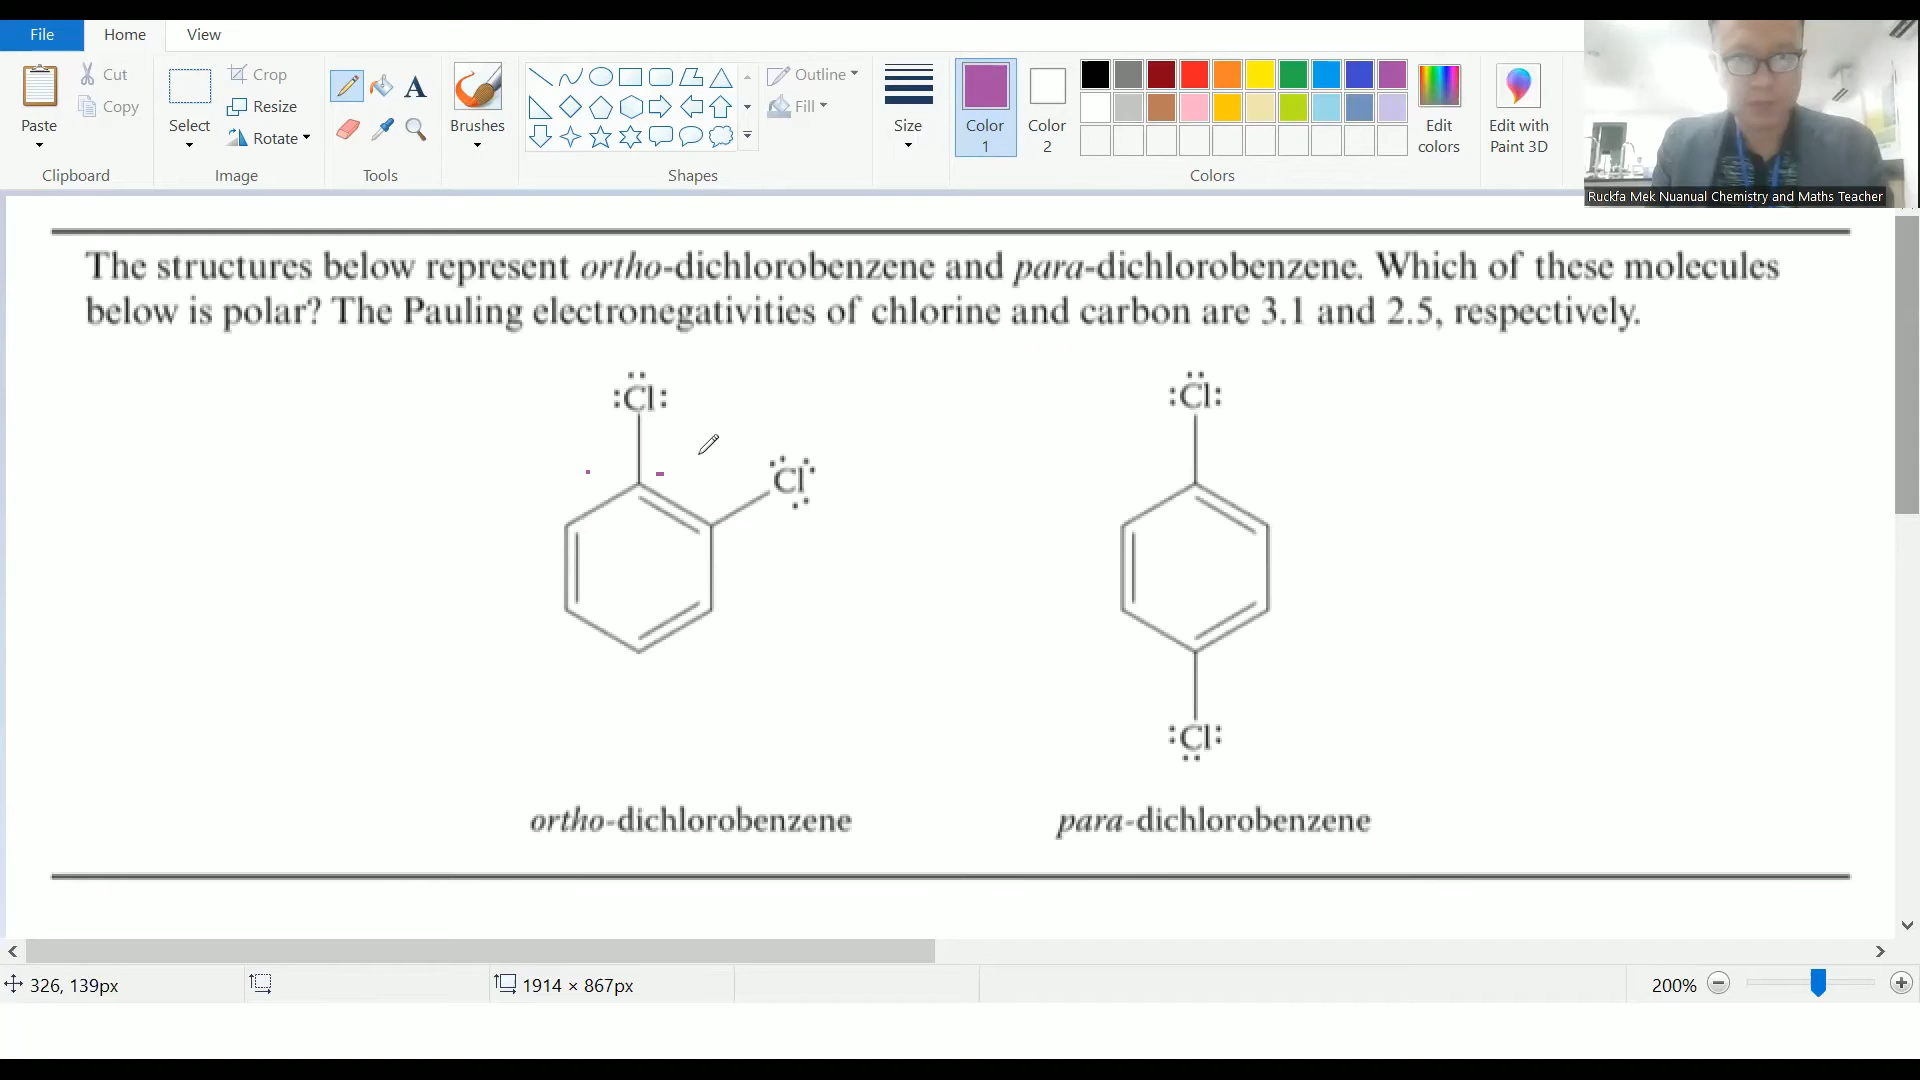 File Home View
Cut
Copy
Paste
Clipboard
Select
Crop
Resize
Rotate
Image
A
Tools
Brushes
Outline
Fill
Shapes
Size
Color 1
Color 2
Edit colors
Edit with Paint 3D
Colors
Ruckfa Mek Nuanual Chemistry and Maths Teacher
The structures below represent ortho-dichlorobenzene and para-dichlorobenzene. Which of these molecules
below is polar? The Pauling electronegativities of chlorine and carbon are 3.1 and 2.5, respectively.
:Cl:
Cl
:Cl:
:Cl:
ortho-dichlorobenzene
para-dichlorobenzene
326, 139px
1914 × 867px
200%